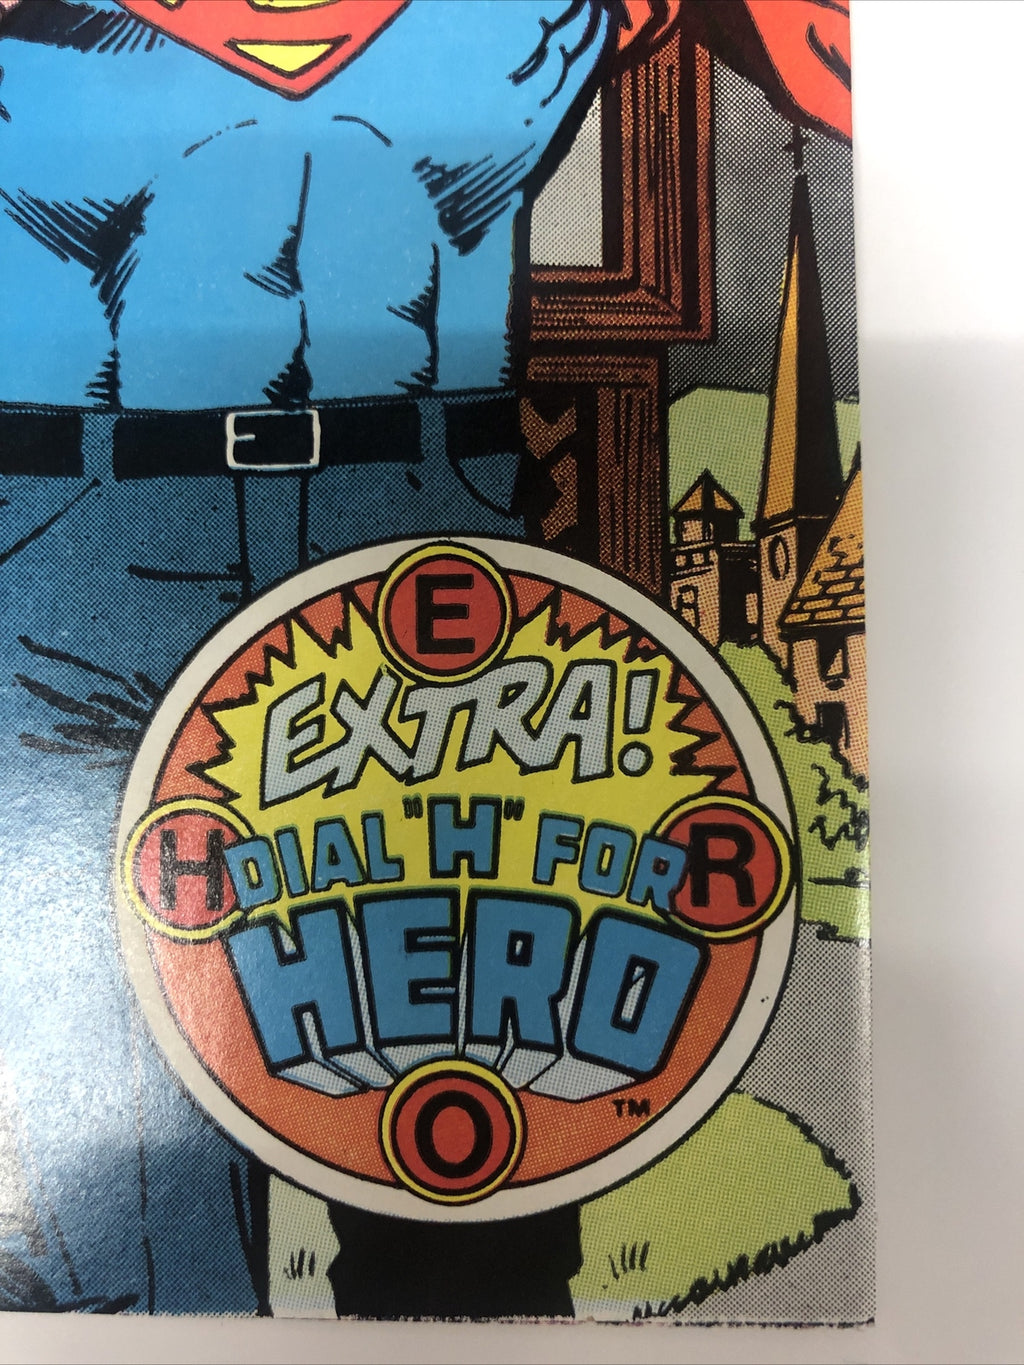 E
EXTRA!
H DIAL "H" FOR R
HERO
O
TM